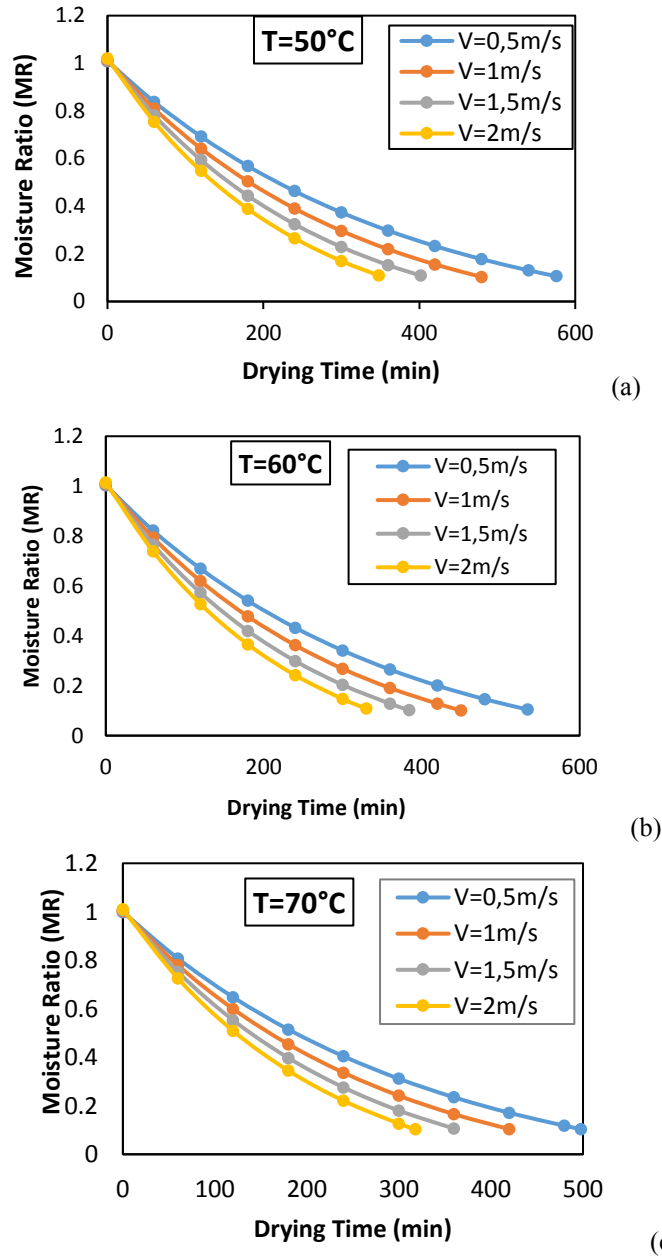 1.2
T=50°C
V=0,5m/s
1
V=1m/s
0.8
V=1,5m/s
0.6
V=2m/s
0.4
0.2
0
0 200 400 600
Moisture Ratio (MR)
Drying Time (min)
(a)
1.2
T=60°C
V=0,5m/s
1
V=1m/s
0.8
V=1,5m/s
0.6
V=2m/s
0.4
0.2
0
0 200 400 600
Moisture Ratio (MR)
Drying Time (min)
(b)
1.2
T=70°C
V=0,5m/s
1
V=1m/s
0.8
V=1,5m/s
0.6
V=2m/s
0.4
0.2
0
0 100 200 300 400 500
Moisture Ratio (MR)
Drying Time (min)